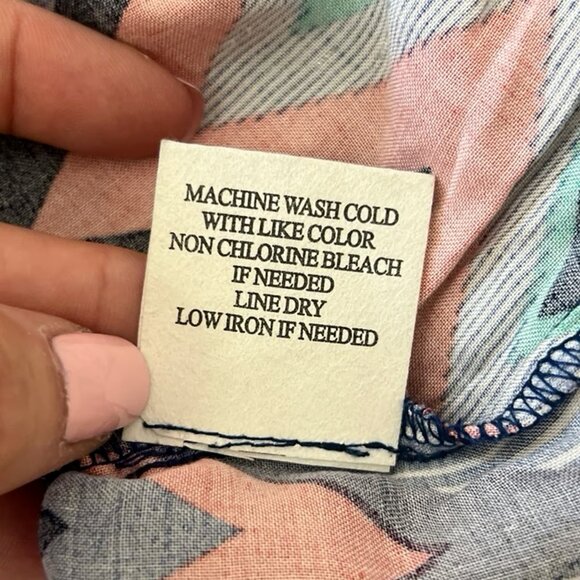 MACHINE WASH COLD
WITH LIKE COLOR
NON CHLORINE BLEACH
IF NEEDED
LINE DRY
LOW IRON IF NEEDED